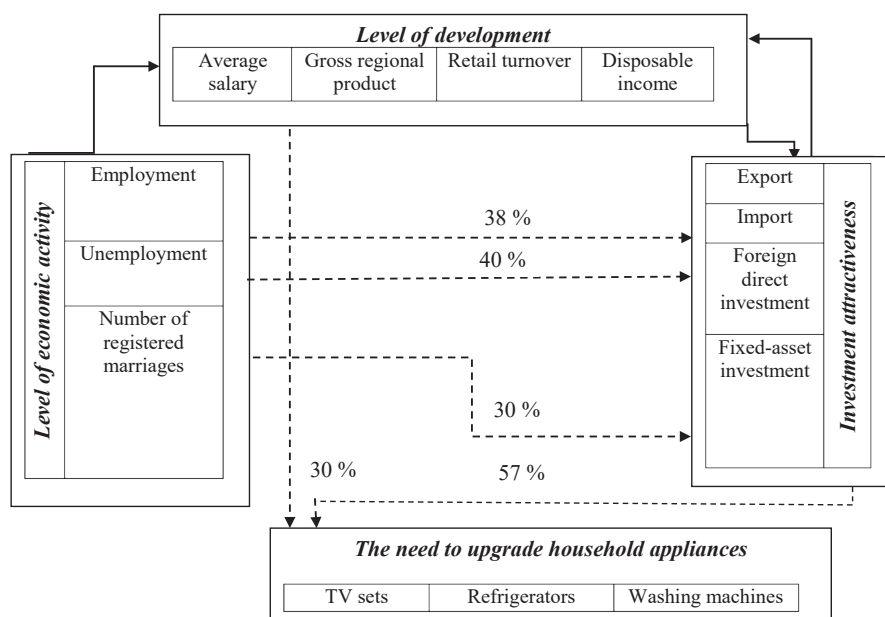 Level of development
Average
salary
Gross regional
product
Retail turnover
Disposable
income
Level of economic activity
Employment
Unemployment
Number of
registered
marriages
38 %
40 %
30 %
Export
Import
Foreign
direct
investment
Fixed-asset
investment
Investment attractiveness
30 %
57 %
The need to upgrade household appliances
TV sets
Refrigerators
Washing machines